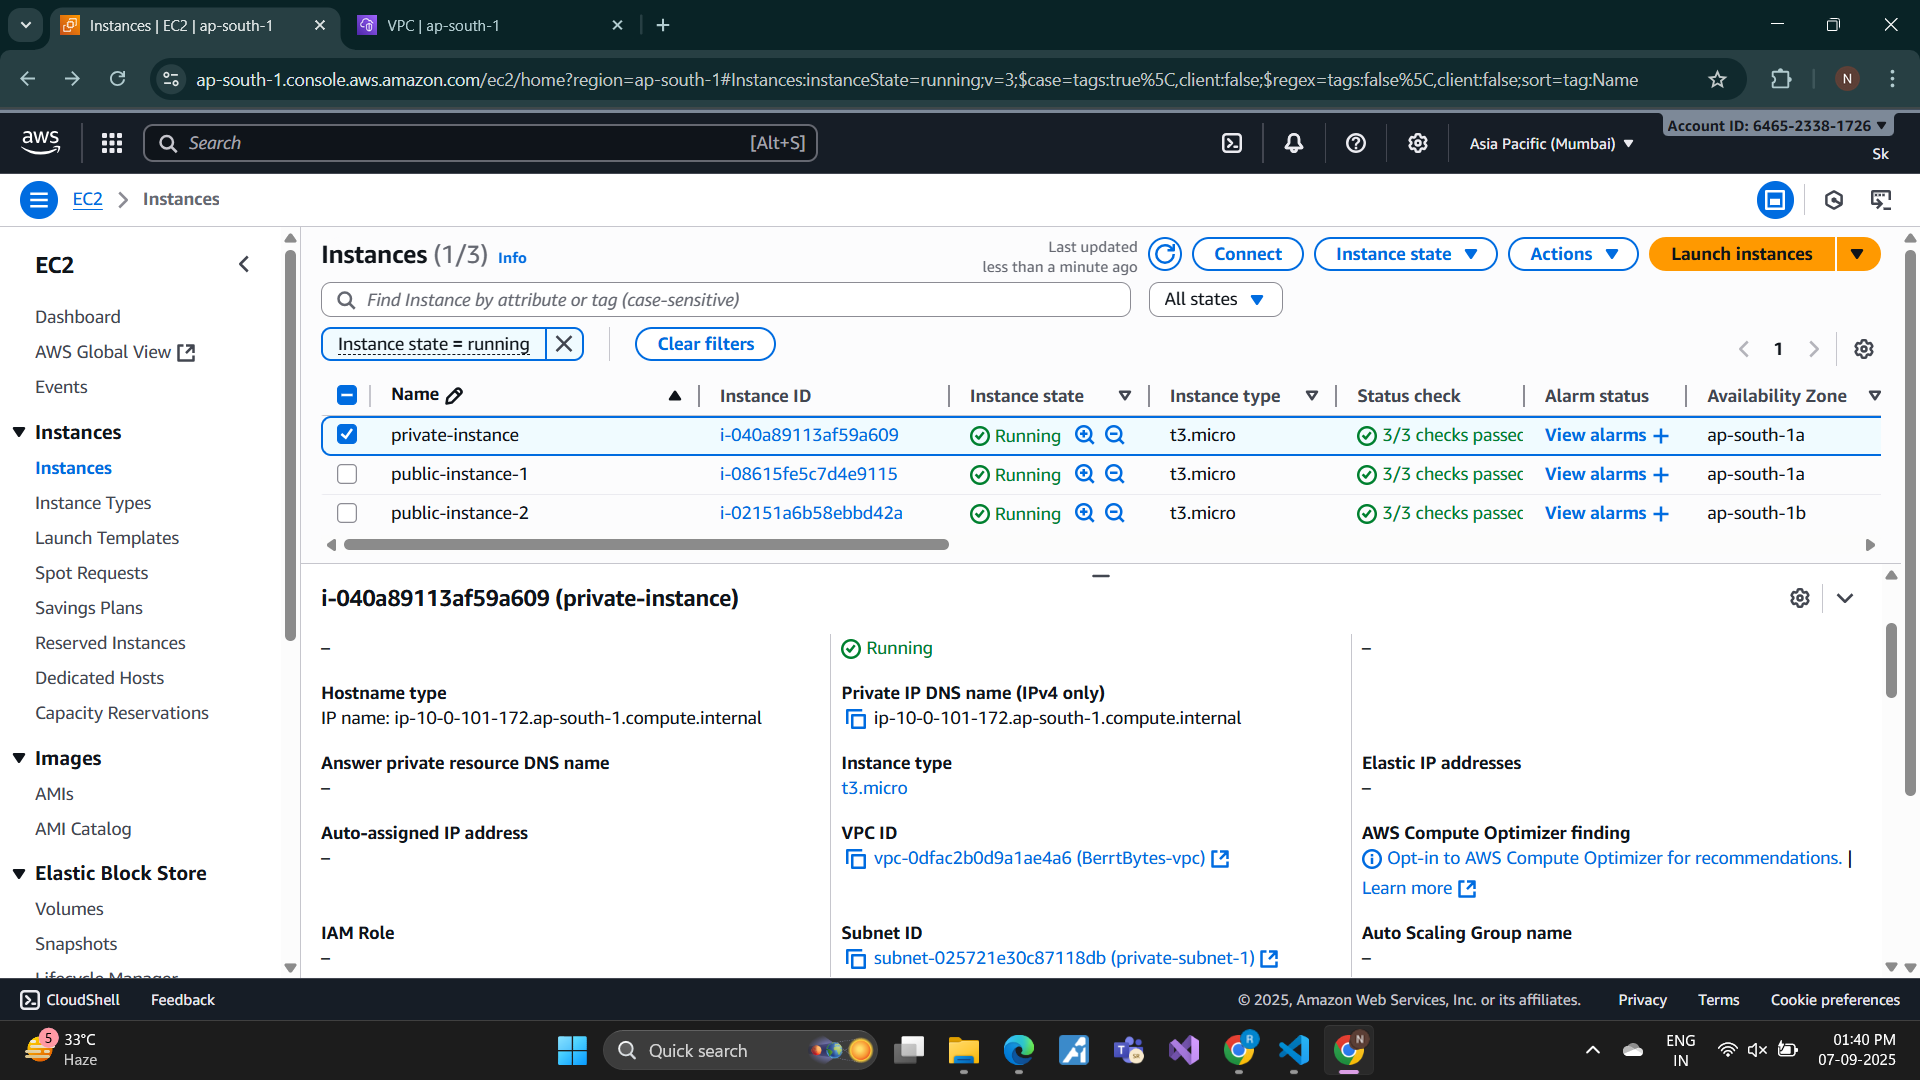 Instances | EC2 | ap-south-1
VPC | ap-south-1
ap-south-1.console.aws.amazon.com/ec2/home?region=ap-south-1#Instances:instanceState=running;v=3;$case=tags:true%5C,client:false;$regex=tags:false%5C,client:false;sort=tag:Name
N
aws
Search [Alt+S]
Asia Pacific (Mumbai)
Account ID: 6465-2338-1726
Sk
EC2 > Instances
EC2
Dashboard
AWS Global View
Events
Instances
Instances
Instance Types
Launch Templates
Spot Requests
Savings Plans
Reserved Instances
Dedicated Hosts
Capacity Reservations
Images
AMIs
AMI Catalog
Elastic Block Store
Volumes
Snapshots
Lifecycle Manager
Instances (1/3) Info
Last updated
less than a minute ago
Connect
Instance state
Actions
Launch instances
Find Instance by attribute or tag (case-sensitive)
All states
Instance state = running
Clear filters
1
Name Instance ID Instance state Instance type Status check Alarm status Availability Zone
private-instance i-040a89113af59a609 Running t3.micro 3/3 checks passed View alarms + ap-south-1a
public-instance-1 i-08615fe5c7d4e9115 Running t3.micro 3/3 checks passed View alarms + ap-south-1a
public-instance-2 i-02151a6b58ebbd42a Running t3.micro 3/3 checks passed View alarms + ap-south-1b
i-040a89113af59a609 (private-instance)
– Running –
Hostname type
IP name: ip-10-0-101-172.ap-south-1.compute.internal
Private IP DNS name (IPv4 only)
ip-10-0-101-172.ap-south-1.compute.internal
Answer private resource DNS name
–
Instance type
t3.micro
Elastic IP addresses
–
Auto-assigned IP address
–
VPC ID
vpc-0dfac2b0d9a1ae4a6 (BerrtBytes-vpc)
AWS Compute Optimizer finding
Opt-in to AWS Compute Optimizer for recommendations. |
Learn more
IAM Role
–
Subnet ID
subnet-025721e30c87118db (private-subnet-1)
Auto Scaling Group name
–
CloudShell
Feedback
© 2025, Amazon Web Services, Inc. or its affiliates.
Privacy
Terms
Cookie preferences
5
33°C
Haze
Quick search
R
N
ENG
IN
01:40 PM
07-09-2025